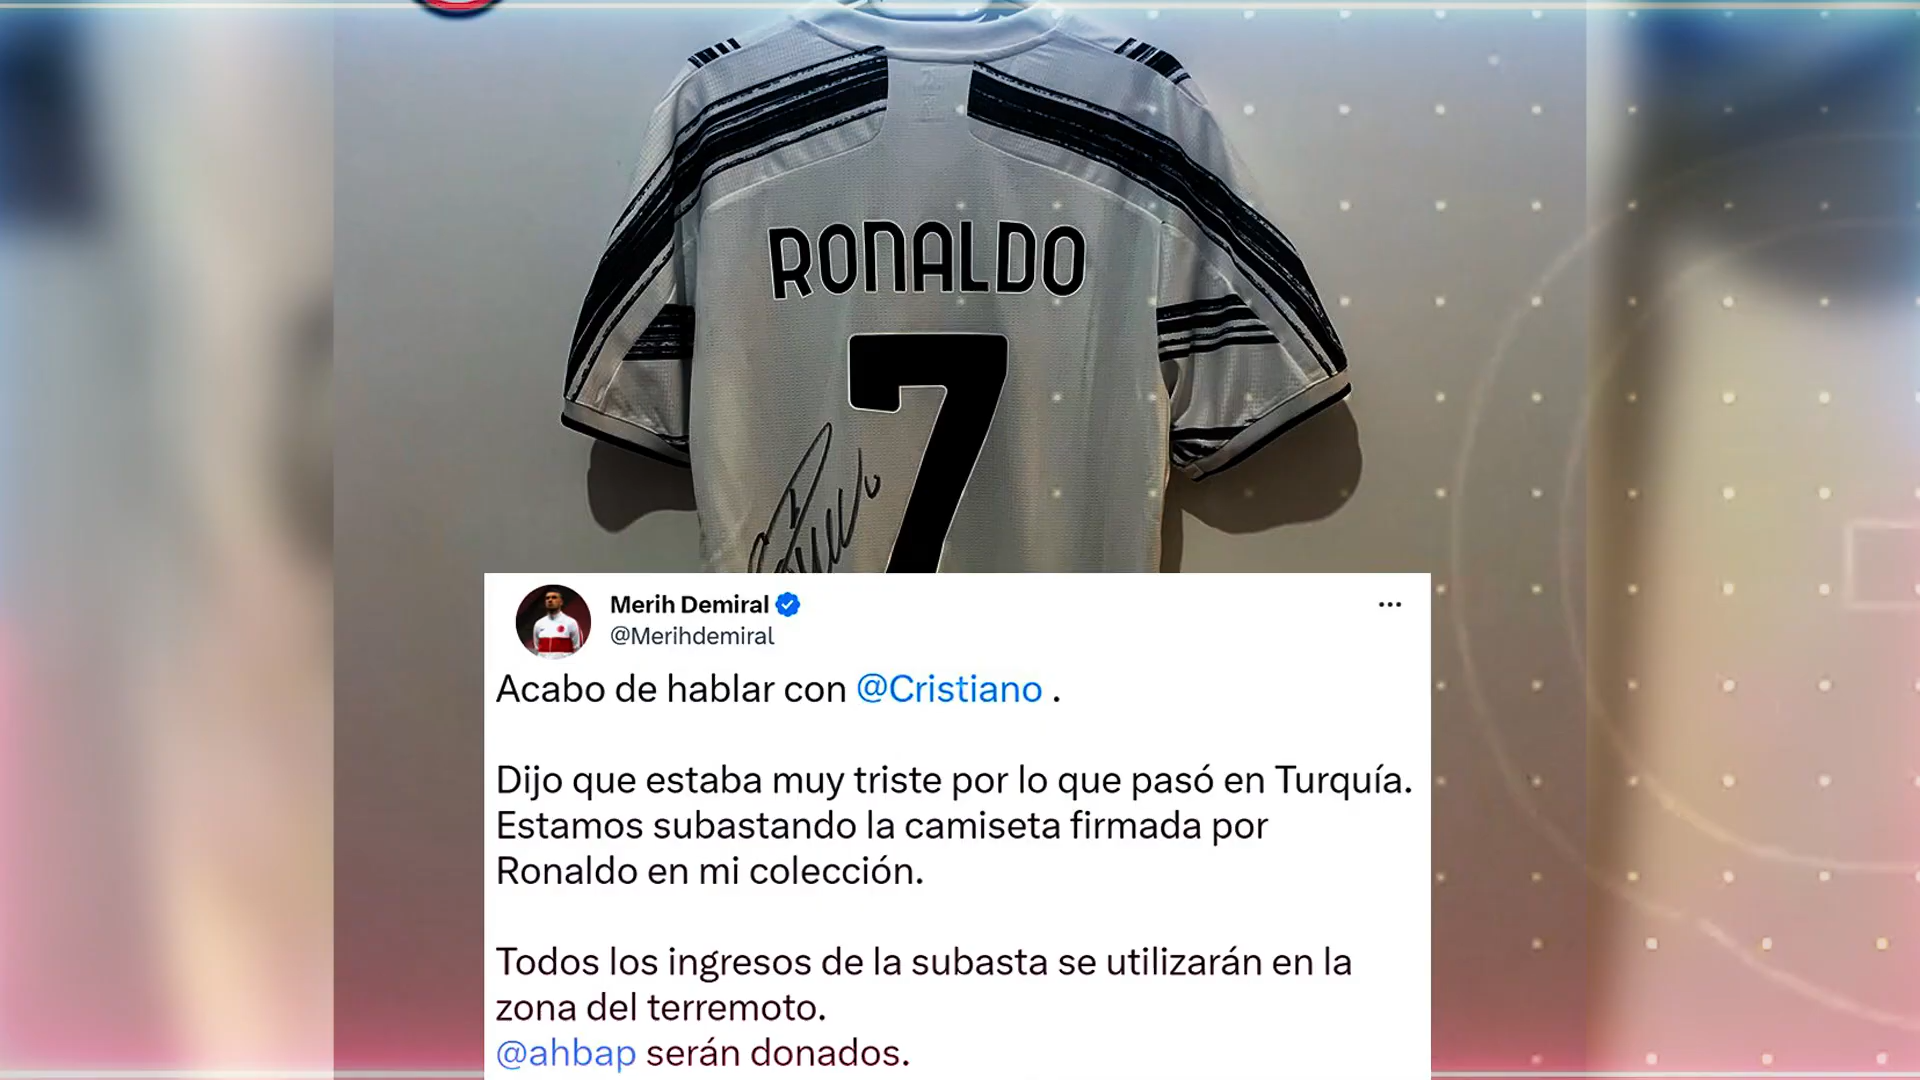 RONALDO
7
Merih Demiral
@Merihdemiral
Acabo de hablar con @Cristiano .
Dijo que estaba muy triste por lo que pasó en Turquía.
Estamos subastando la camiseta firmada por
Ronaldo en mi colección.
Todos los ingresos de la subasta se utilizarán en la
zona del terremoto.
@ahbap serán donados.